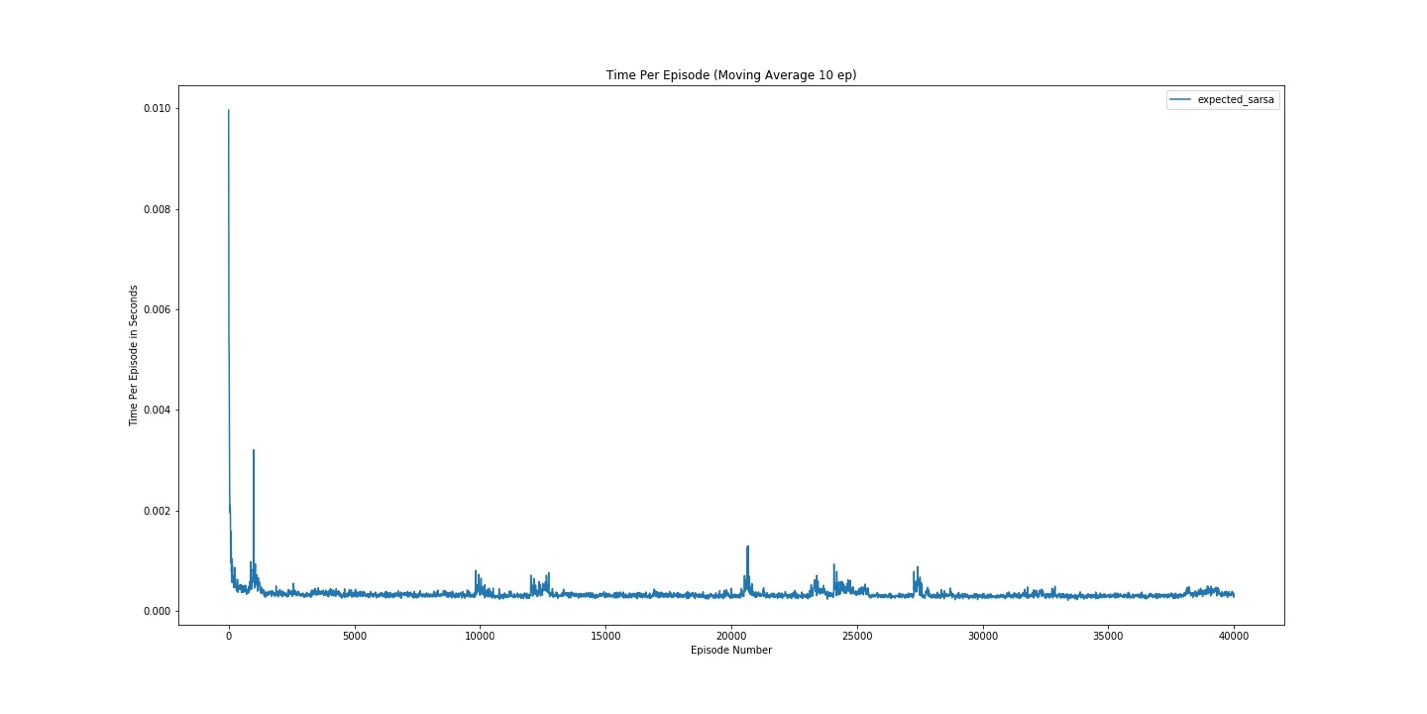 Time Per Episode (Moving Average 10 ep)
expected_sarsa
0.010
0.008
0.006
0.004
0.002
0.000
Time Per Episode in Seconds
0 5000 10000 15000 20000 25000 30000 35000 40000
Episode Number